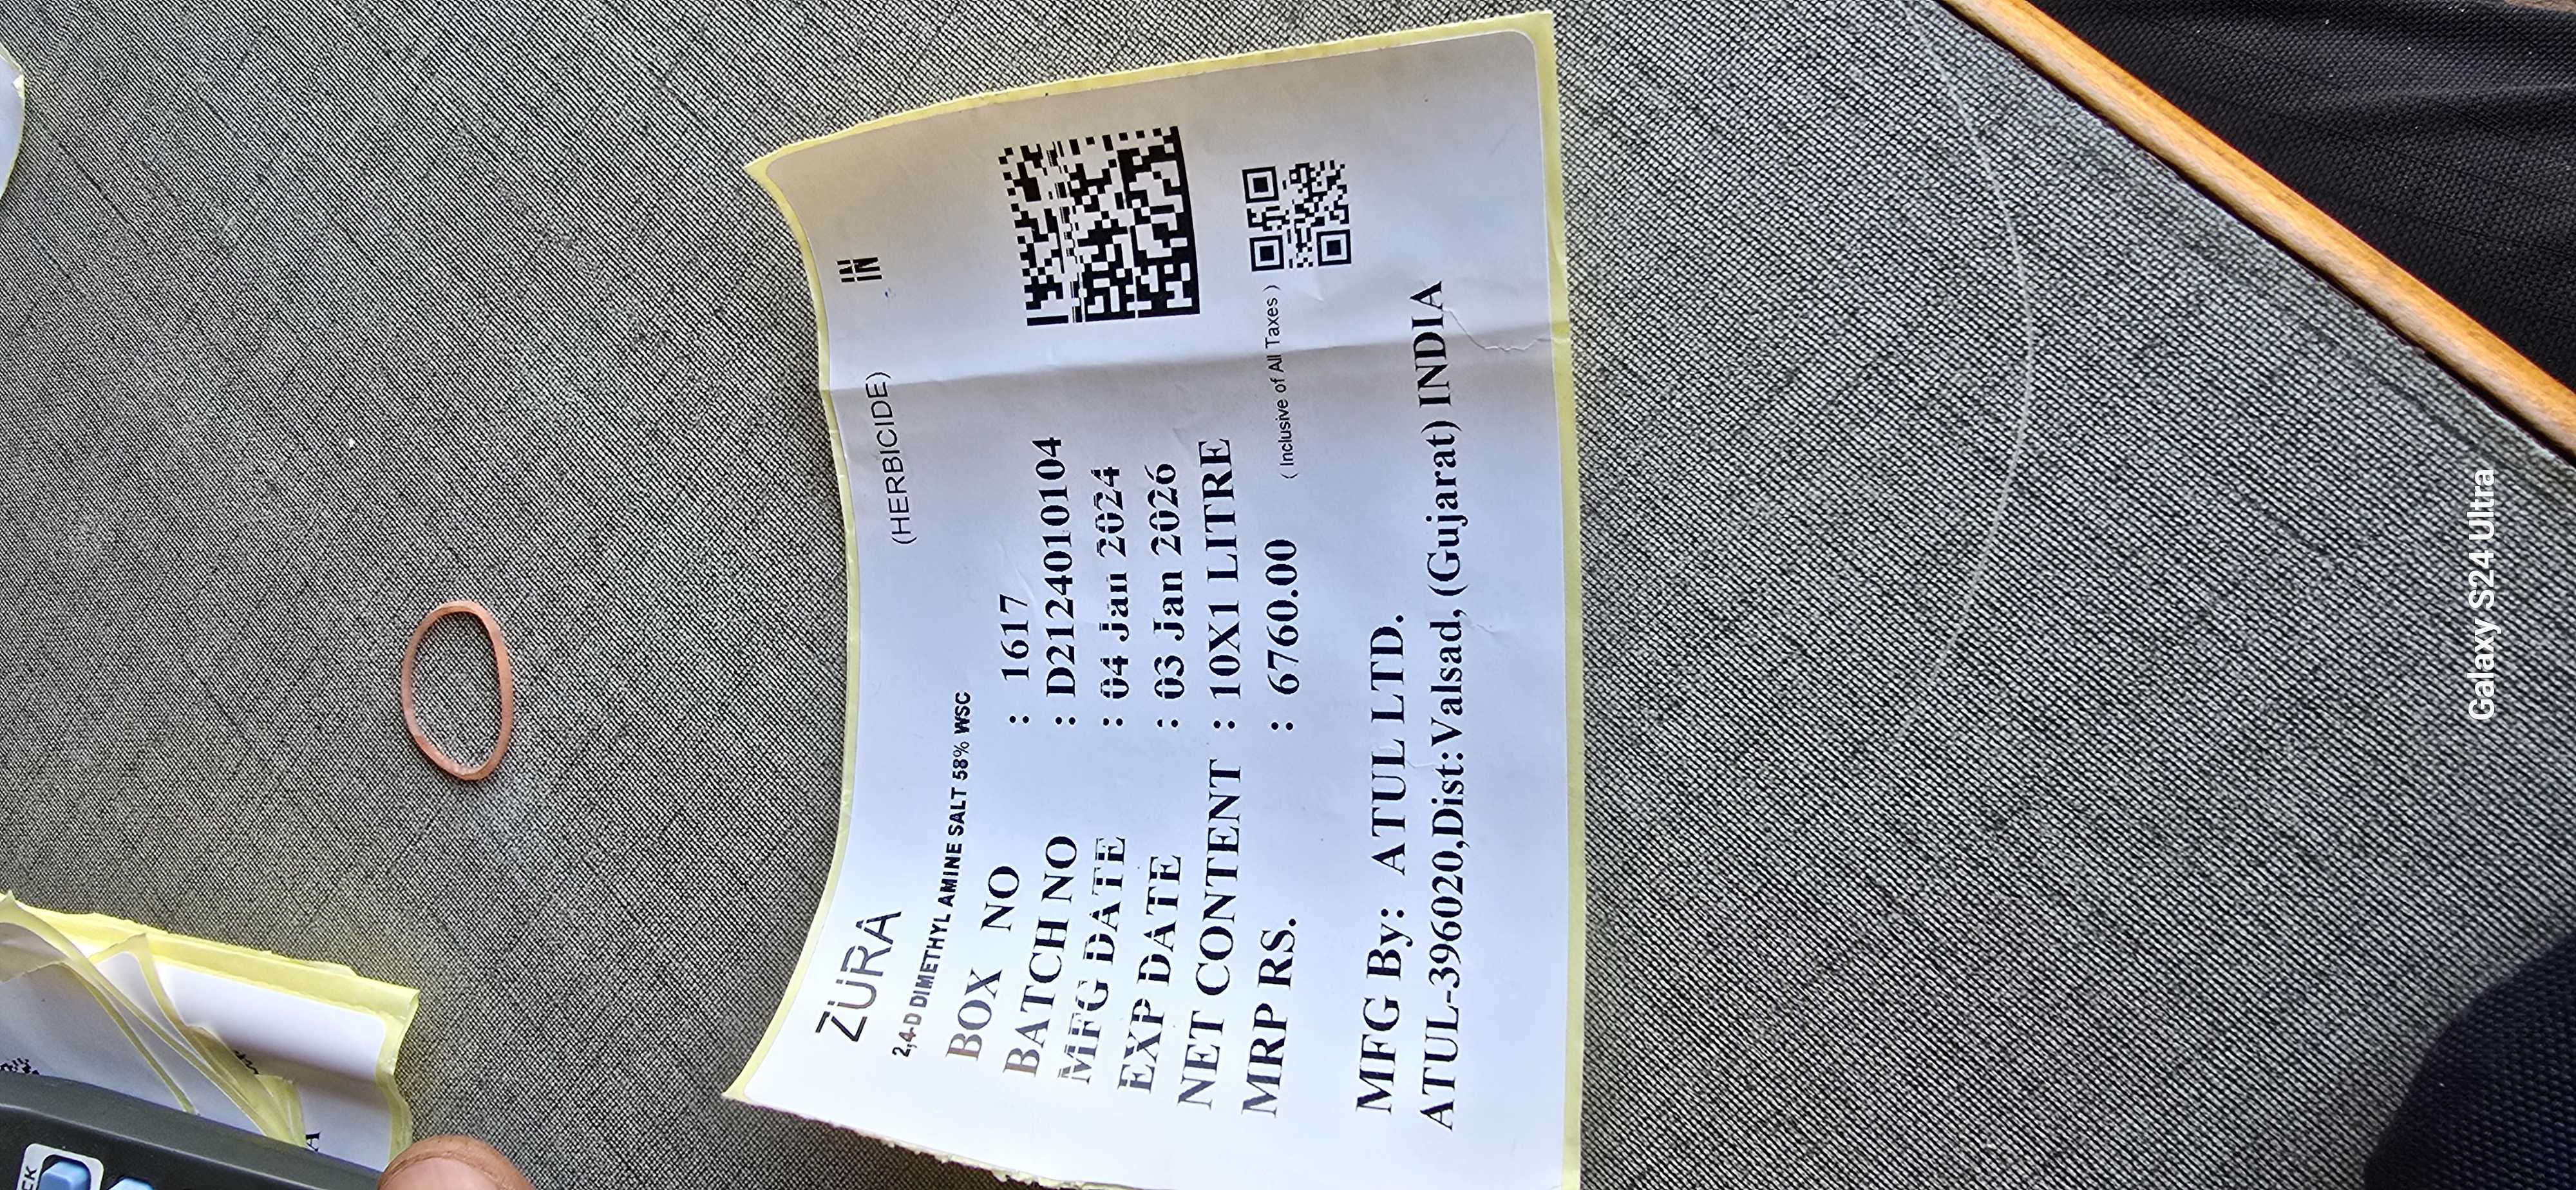 ZURA
IN
2,4-D DIMETHYL AMINE SALT 58% WSC
(HERBICIDE)
BOX NO : 1617
BATCH NO : D2124010104
MFG DATE : 04 Jan 2024
EXP DATE : 03 Jan 2026
NET CONTENT : 10X1 LITRE
MRP RS. : 6760.00 ( Inclusive of All Taxes )
MFG By: ATUL LTD.
ATUL-396020,Dist:Valsad, (Gujarat) INDIA
Galaxy S24 Ultra